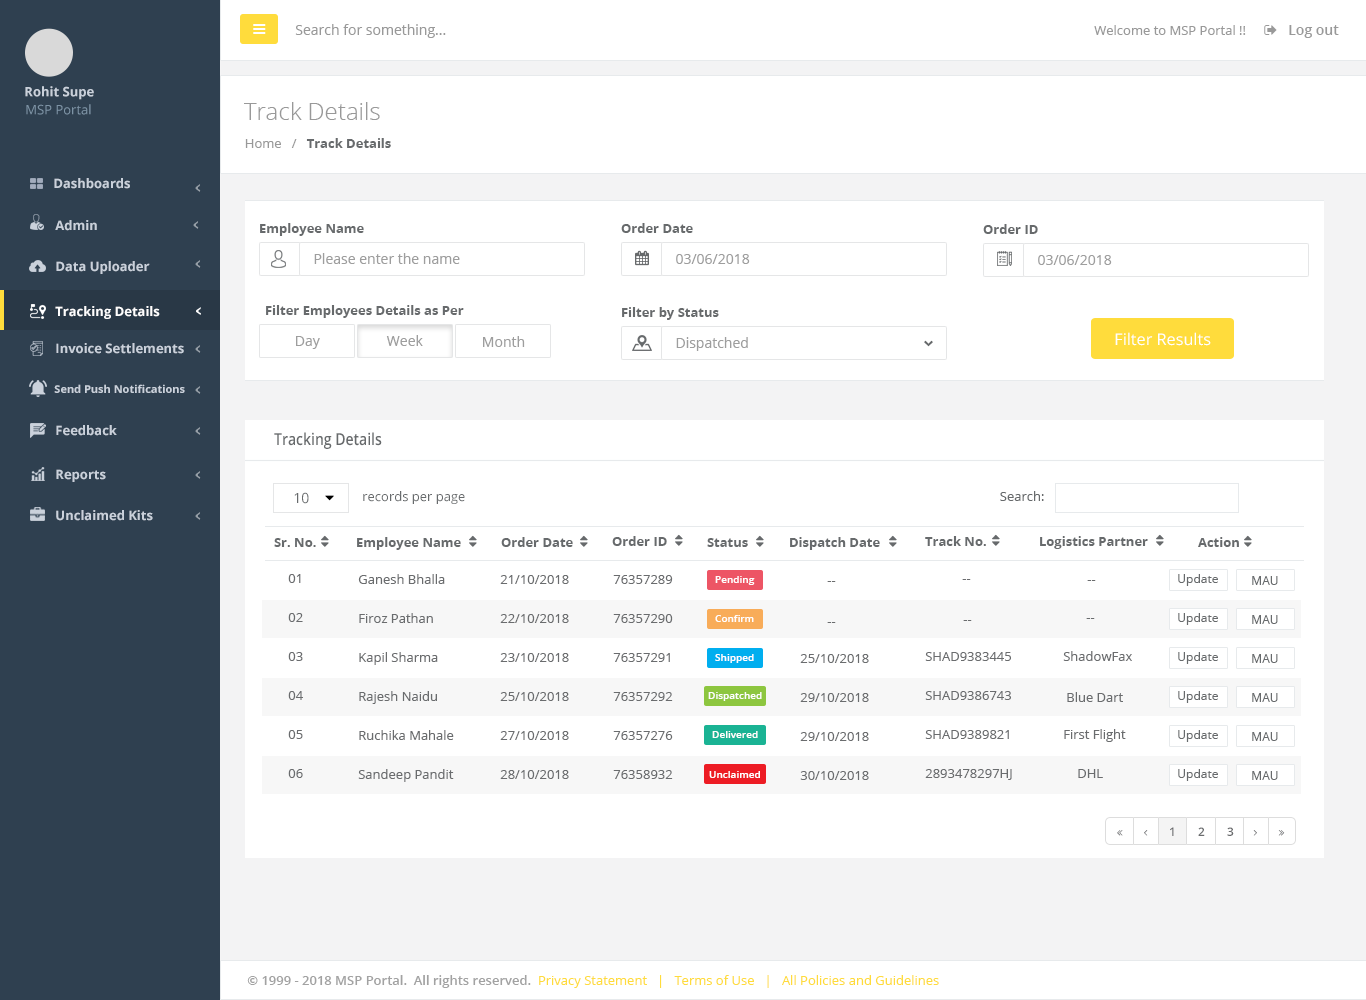 Search for something...
Welcome to MSP Portal !!
Log out
Rohit Supe
MSP Portal
Dashboards
Admin
Data Uploader
Tracking Details
Invoice Settlements
Send Push Notifications
Feedback
Reports
Unclaimed Kits
Track Details
Home / Track Details
Employee Name
Order Date
Order ID
Please enter the name
03/06/2018
03/06/2018
Filter Employees Details as Per
Filter by Status
Day Week Month
Dispatched
Filter Results
Tracking Details
10 records per page
Search:
Sr. No. Employee Name Order Date Order ID Status Dispatch Date Track No. Logistics Partner Action
01 Ganesh Bhalla 21/10/2018 76357289 Pending -- -- -- Update MAU
02 Firoz Pathan 22/10/2018 76357290 Confirm -- -- -- Update MAU
03 Kapil Sharma 23/10/2018 76357291 Shipped 25/10/2018 SHAD9383445 ShadowFax Update MAU
04 Rajesh Naidu 25/10/2018 76357292 Dispatched 29/10/2018 SHAD9386743 Blue Dart Update MAU
05 Ruchika Mahale 27/10/2018 76357276 Delivered 29/10/2018 SHAD9389821 First Flight Update MAU
06 Sandeep Pandit 28/10/2018 76358932 Unclaimed 30/10/2018 2893478297HJ DHL Update MAU
« ‹ 1 2 3 › »
© 1999 - 2018 MSP Portal. All rights reserved. Privacy Statement | Terms of Use | All Policies and Guidelines